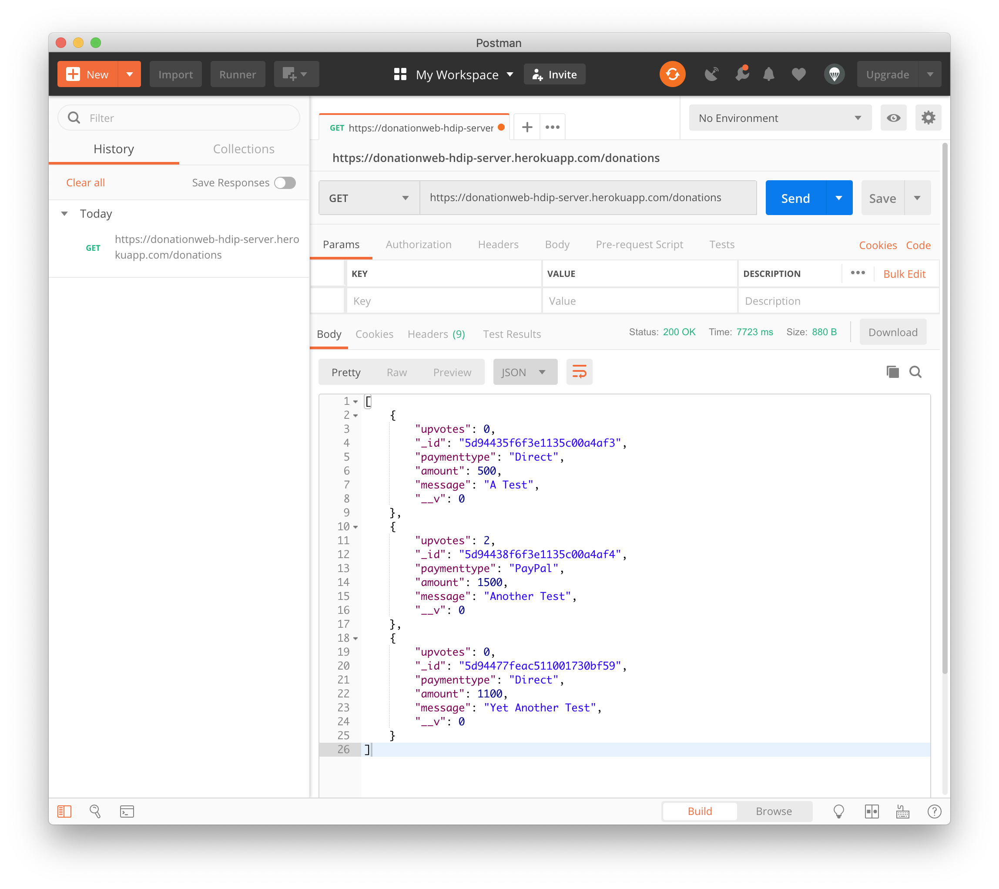 Postman
New
Import
Runner
My Workspace
Invite
Upgrade
Filter
History
Collections
Clear all
Save Responses
Today
GET
https://donationweb-hdip-server.hero
kuapp.com/donations
GET https://donationweb-hdip-server
No Environment
https://donationweb-hdip-server.herokuapp.com/donations
GET
https://donationweb-hdip-server.herokuapp.com/donations
Send
Save
Params
Authorization
Headers
Body
Pre-request Script
Tests
Cookies
Code
KEY
VALUE
DESCRIPTION
Bulk Edit
Key
Value
Description
Body
Cookies
Headers (9)
Test Results
Status: 200 OK
Time: 7723 ms
Size: 880 B
Download
Pretty
Raw
Preview
JSON
1 [
2 {
3 "upvotes": 0,
4 "_id": "5d94435f6f3e1135c00a4af3",
5 "paymenttype": "Direct",
6 "amount": 500,
7 "message": "A Test",
8 "__v": 0
9 },
10 {
11 "upvotes": 2,
12 "_id": "5d94438f6f3e1135c00a4af4",
13 "paymenttype": "PayPal",
14 "amount": 1500,
15 "message": "Another Test",
16 "__v": 0
17 },
18 {
19 "upvotes": 0,
20 "_id": "5d94477feac511001730bf59",
21 "paymenttype": "Direct",
22 "amount": 1100,
23 "message": "Yet Another Test",
24 "__v": 0
25 }
26 ]
Build
Browse